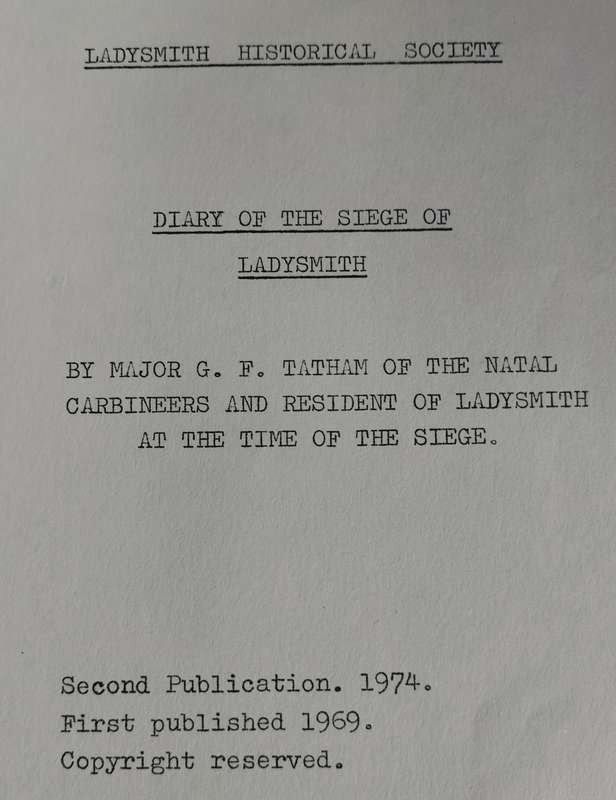 LADYSMITH HISTORICAL SOCIETY
DIARY OF THE SIEGE OF
LADYSMITH
BY MAJOR G. F. TATHAM OF THE NATAL
CARBINEERS AND RESIDENT OF LADYSMITH
AT THE TIME OF THE SIEGE.
Second Publication. 1974.
First published 1969.
Copyright reserved.